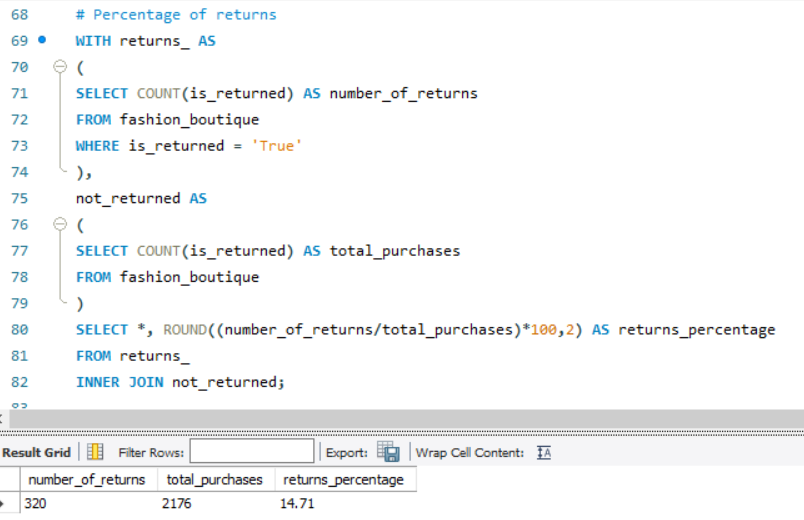 68 # Percentage of returns
69 WITH returns_ AS
70 (
71 SELECT COUNT(is_returned) AS number_of_returns
72 FROM fashion_boutique
73 WHERE is_returned = 'True'
74 ),
75 not_returned AS
76 (
77 SELECT COUNT(is_returned) AS total_purchases
78 FROM fashion_boutique
79 )
80 SELECT *, ROUND((number_of_returns/total_purchases)*100,2) AS returns_percentage
81 FROM returns_
82 INNER JOIN not_returned;
83
Result Grid Filter Rows: Export: Wrap Cell Content: IA
number_of_returns total_purchases returns_percentage
320 2176 14.71